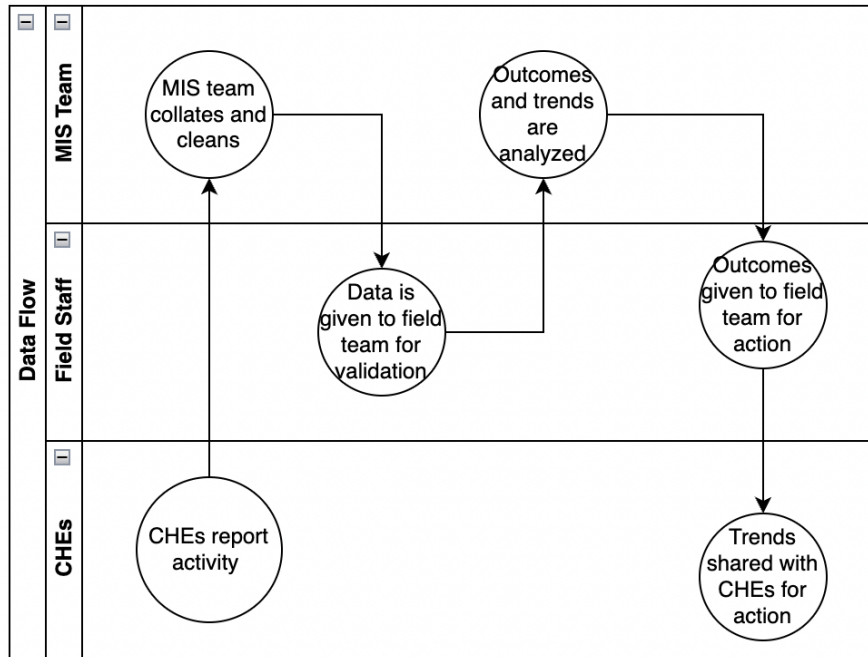 Data Flow
MIS Team
MIS team
collates and
cleans
Outcomes
and trends
are
analyzed
Field Staff
Data is
given to field
team for
validation
Outcomes
given to field
team for
action
CHEs
CHEs report
activity
Trends
shared with
CHEs for
action